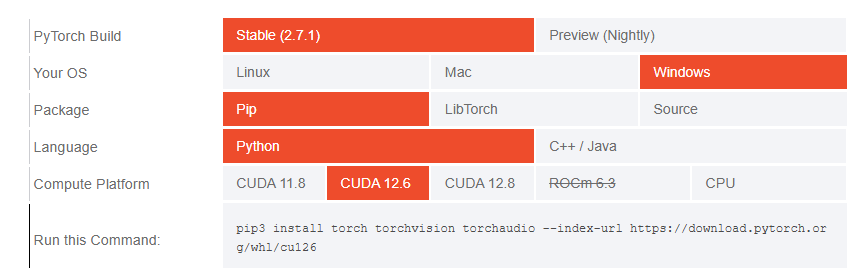 PyTorch Build Stable (2.7.1) Preview (Nightly)
Your OS Linux Mac Windows
Package Pip LibTorch Source
Language Python C++ / Java
Compute Platform CUDA 11.8 CUDA 12.6 CUDA 12.8 ROCm 6.3 CPU
Run this Command: pip3 install torch torchvision torchaudio --index-url https://download.pytorch.or
g/whl/cu126